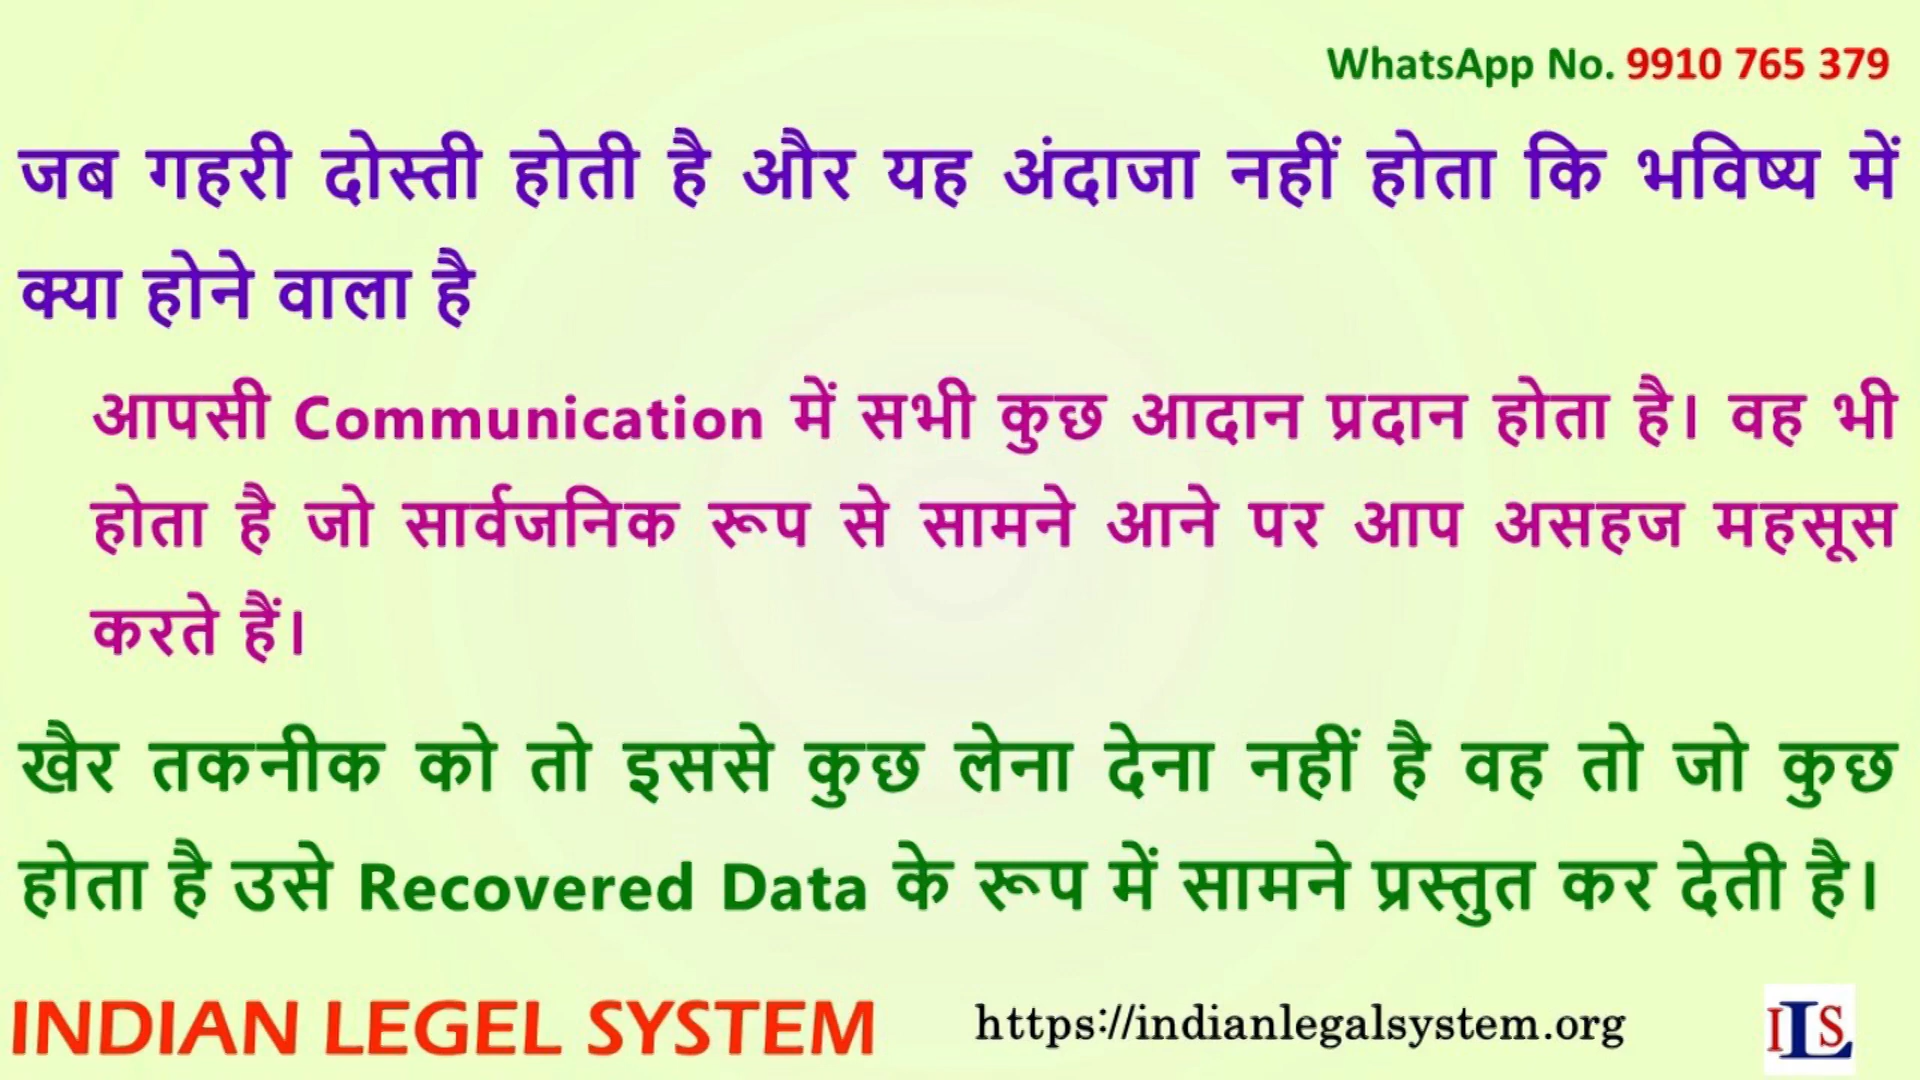 WhatsApp No. 9910 765 379
जब गहरी दोस्ती होती है और यह अंदाजा नहीं होता कि भविष्य में
क्या होने वाला है
आपसी Communication में सभी कुछ आदान प्रदान होता है। वह भी
होता है जो सार्वजनिक रूप से सामने आने पर आप असहज महसूस
करते हैं।
खैर तकनीक को तो इससे कुछ लेना देना नहीं है वह तो जो कुछ
होता है उसे Recovered Data के रूप में सामने प्रस्तुत कर देती है।
INDIAN LEGEL SYSTEM
https://indianlegalsystem.org
ILS